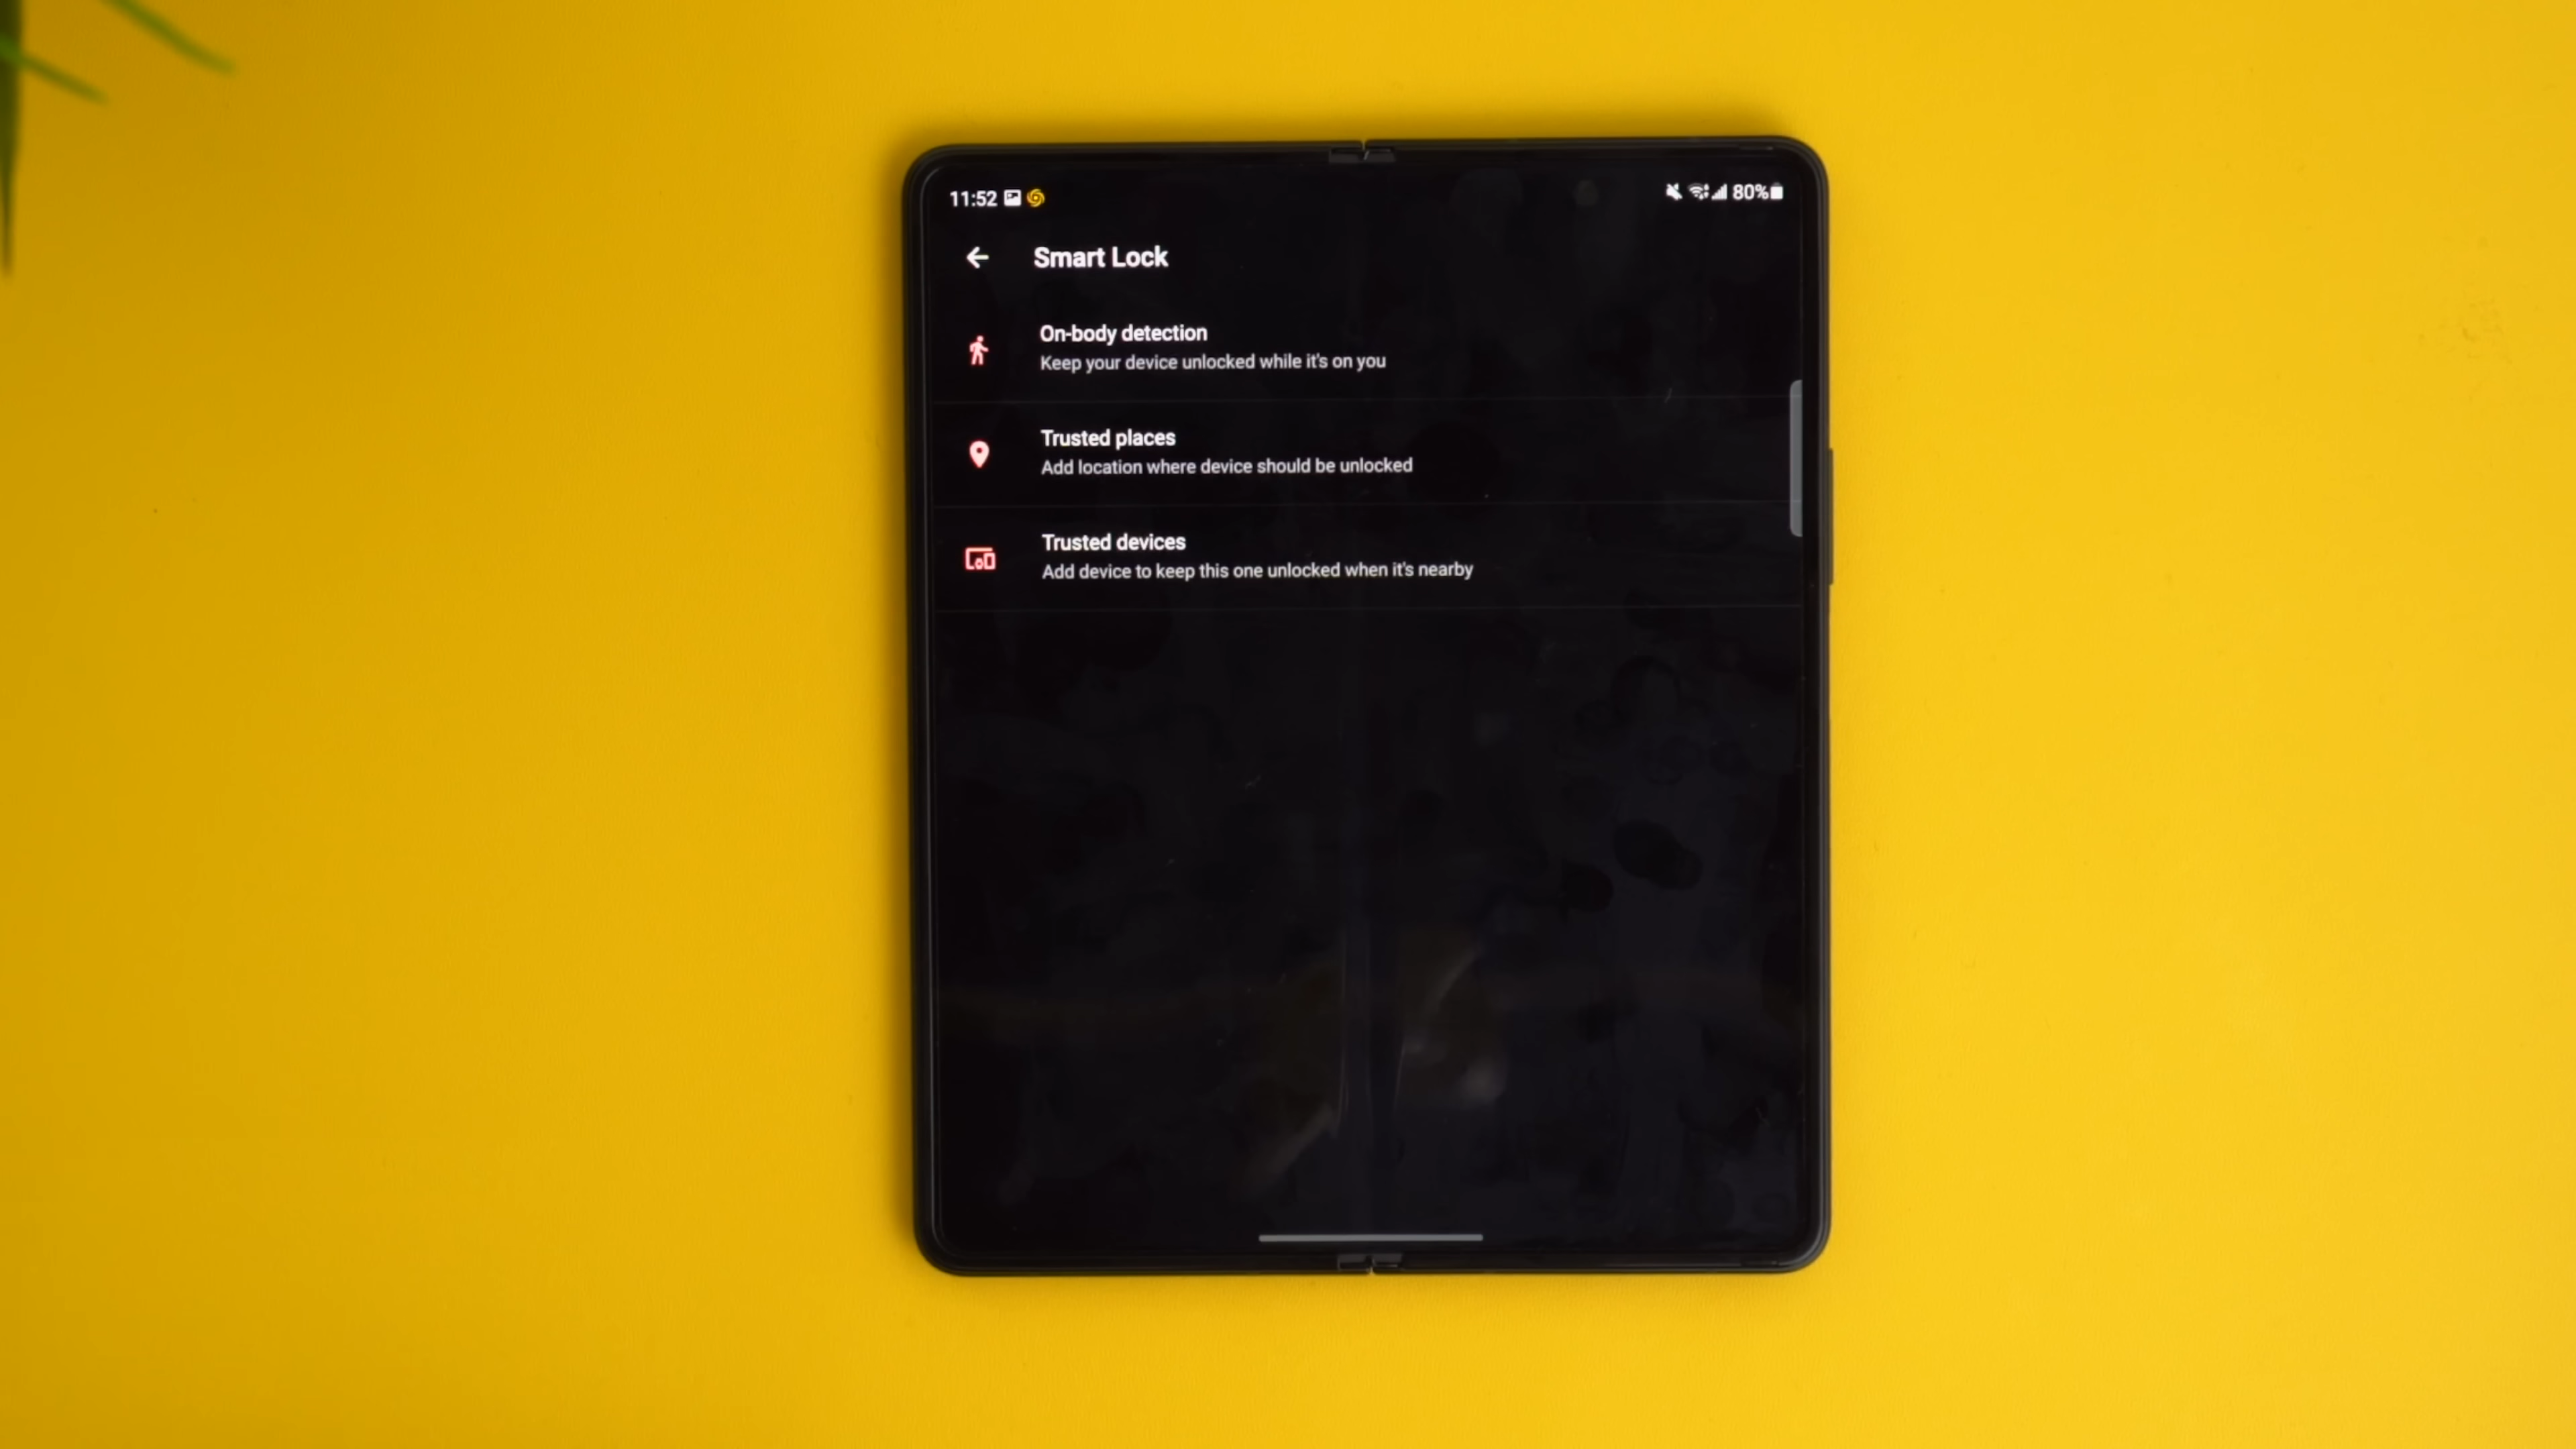 11:52
80%
Smart Lock
On-body detection
Keep your device unlocked while it's on you
Trusted places
Add location where device should be unlocked
Trusted devices
Add device to keep this one unlocked when it's nearby